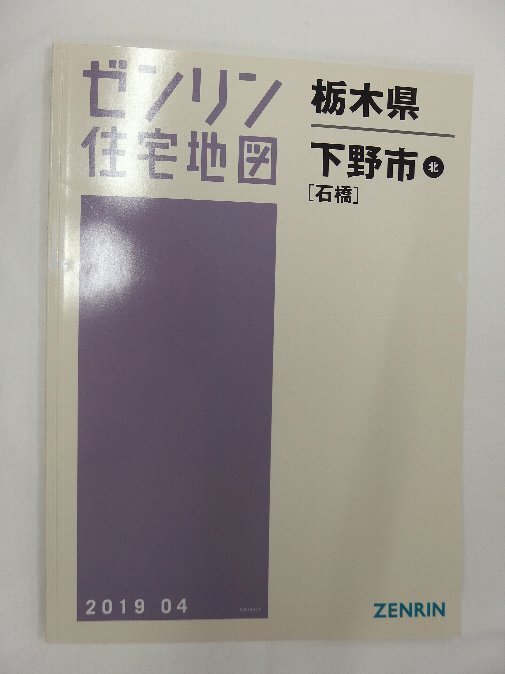 ゼンリン
住宅地図
栃木県
下野市 北
[石橋]
2019 04
ZENRIN